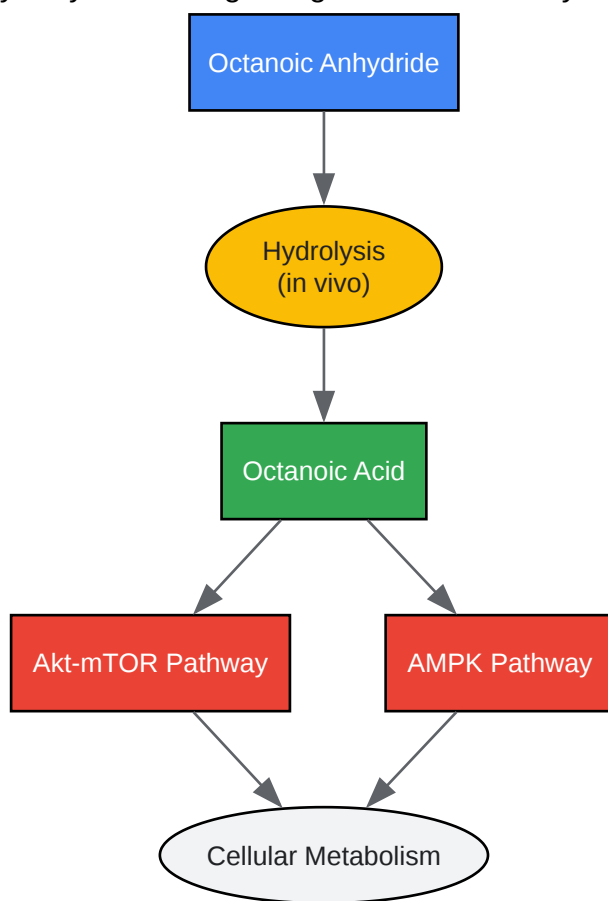 Octanoic Anhydride
Hydrolysis
(in vivo)
Octanoic Acid
Akt-mTOR Pathway
AMPK Pathway
Cellular Metabolism